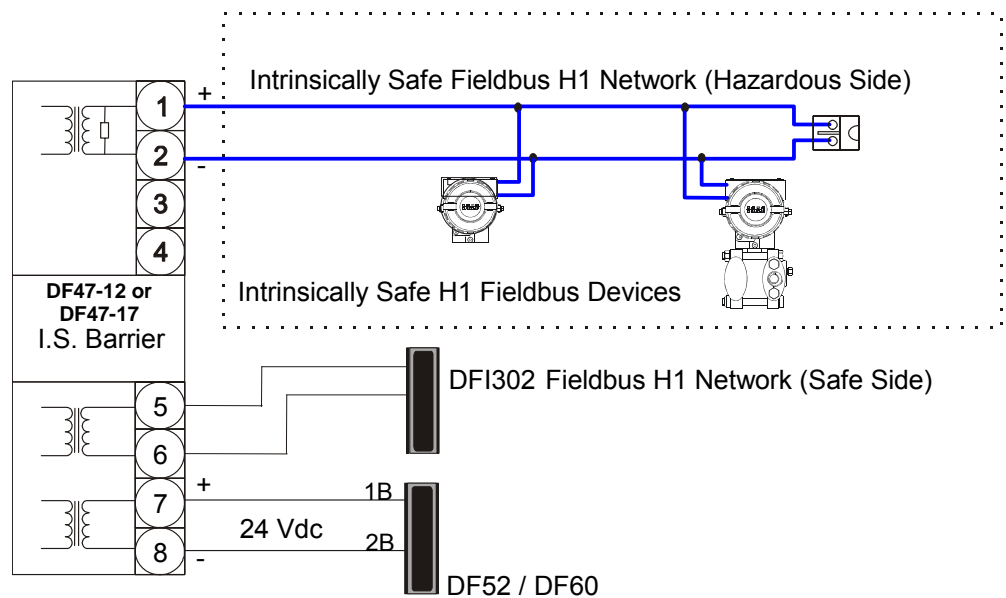 Intrinsically Safe Fieldbus H1 Network (Hazardous Side)
1
+
2
-
3
4
Intrinsically Safe H1 Fieldbus Devices
DF47-12 or
DF47-17
I.S. Barrier
DFI302 Fieldbus H1 Network (Safe Side)
5
6
7
+
1B
24 Vdc
8
-
2B
DF52 / DF60